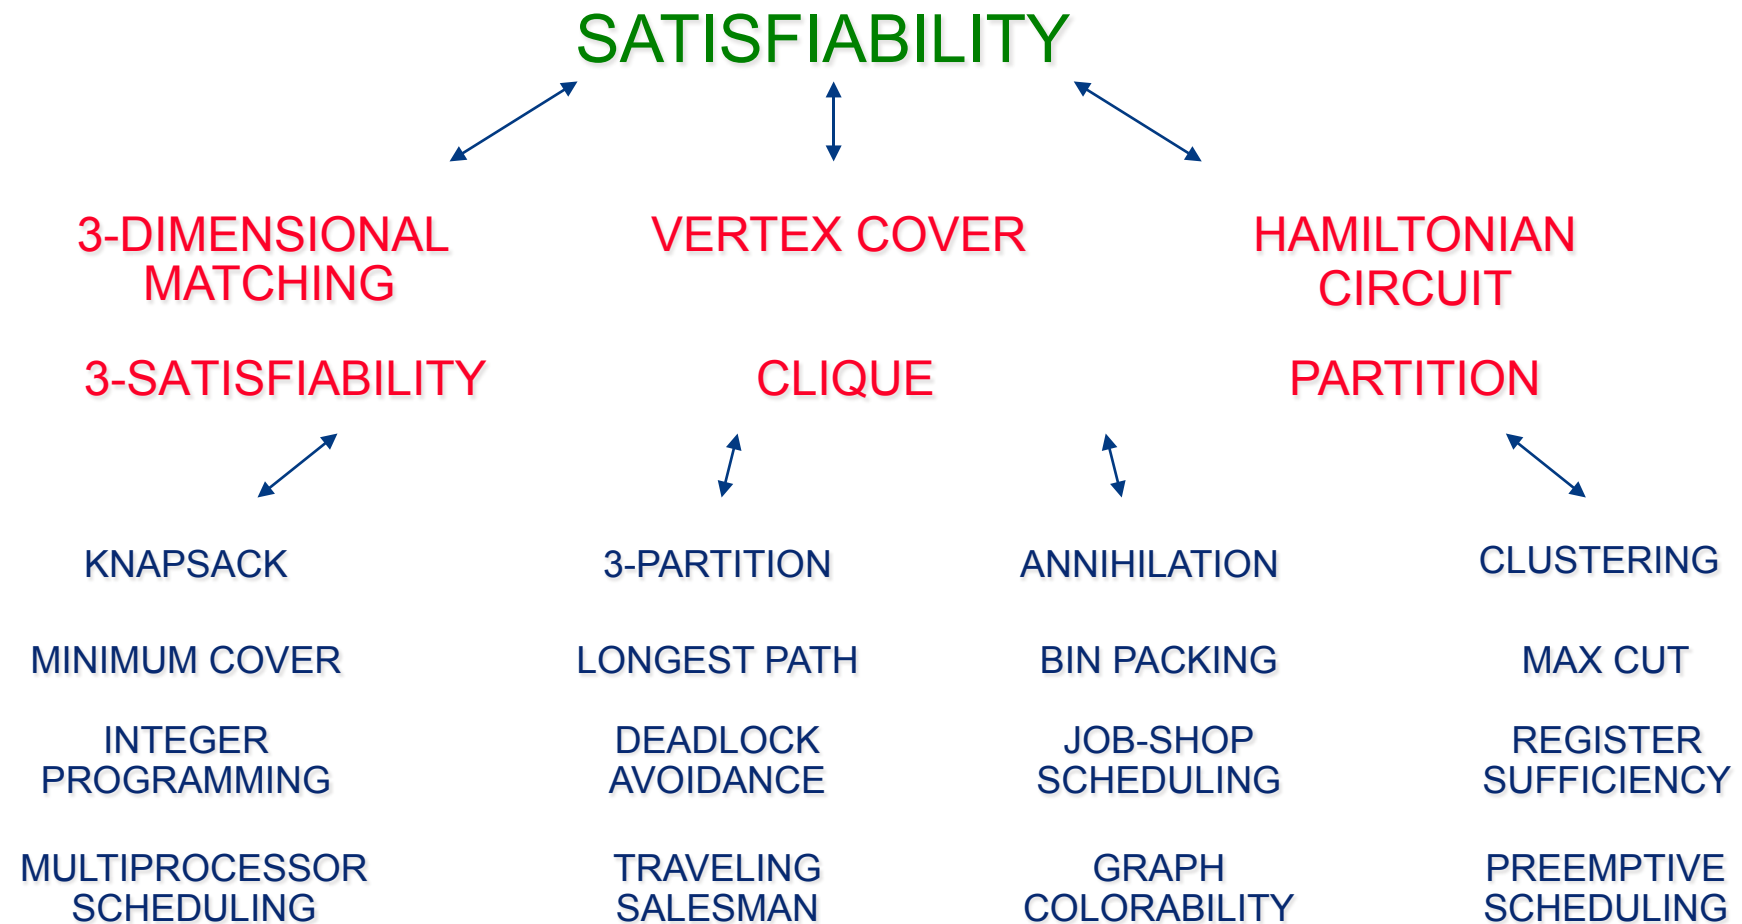 SATISFIABILITY
3-DIMENSIONAL
MATCHING
VERTEX COVER
HAMILTONIAN
CIRCUIT
3-SATISFIABILITY
CLIQUE
PARTITION
KNAPSACK
3-PARTITION
ANNIHILATION
CLUSTERING
MINIMUM COVER
LONGEST PATH
BIN PACKING
MAX CUT
INTEGER
PROGRAMMING
DEADLOCK
AVOIDANCE
JOB-SHOP
SCHEDULING
REGISTER
SUFFICIENCY
MULTIPROCESSOR
SCHEDULING
TRAVELING
SALESMAN
GRAPH
COLORABILITY
PREEMPTIVE
SCHEDULING